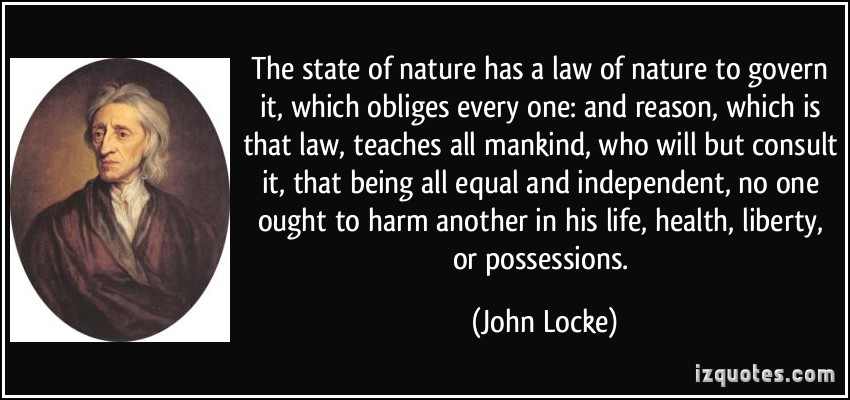 The state of nature has a law of nature to govern
it, which obliges every one: and reason, which is
that law, teaches all mankind, who will but consult
it, that being all equal and independent, no one
ought to harm another in his life, health, liberty,
or possessions.
(John Locke)
izquotes.com